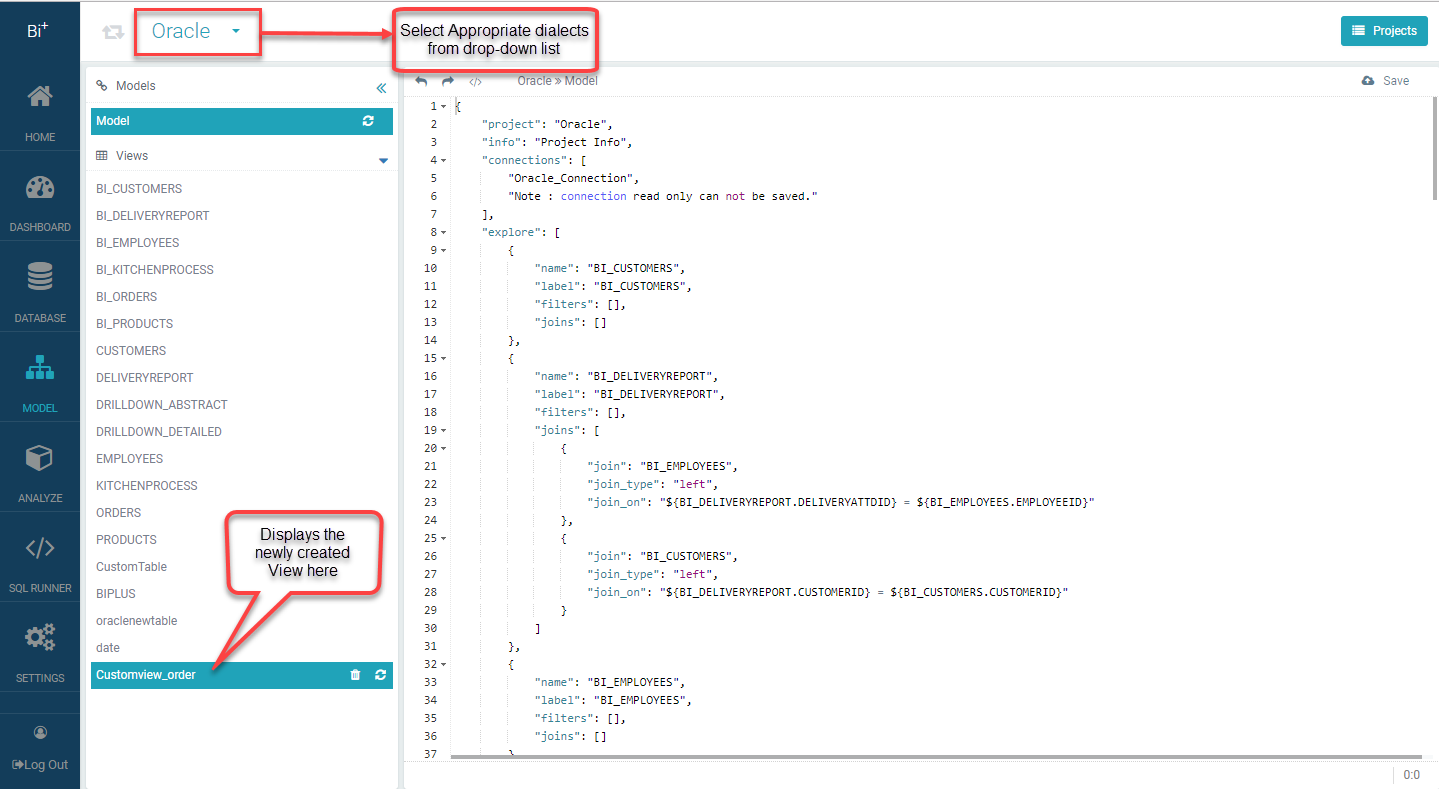 Bi+
Oracle
Select Appropriate dialects
from drop-down list
Projects
HOME
DASHBOARD
DATABASE
MODEL
ANALYZE
SQL RUNNER
SETTINGS
Log Out
Models
Model
Views
BI_CUSTOMERS
BI_DELIVERYREPORT
BI_EMPLOYEES
BI_KITCHENPROCESS
BI_ORDERS
BI_PRODUCTS
CUSTOMERS
DELIVERYREPORT
DRILLDOWN_ABSTRACT
DRILLDOWN_DETAILED
EMPLOYEES
KITCHENPROCESS
ORDERS
PRODUCTS
CustomTable
BIPLUS
oraclenewtable
date
Customview_order
Displays the
newly created
View here
Oracle » Model
Save
1 {
2 "project": "Oracle",
3 "info": "Project Info",
4 "connections": [
5 "Oracle_Connection",
6 "Note : connection read only can not be saved."
7 ],
8 "explore": [
9 {
10 "name": "BI_CUSTOMERS",
11 "label": "BI_CUSTOMERS",
12 "filters": [],
13 "joins": []
14 },
15 {
16 "name": "BI_DELIVERYREPORT",
17 "label": "BI_DELIVERYREPORT",
18 "filters": [],
19 "joins": [
20 {
21 "join": "BI_EMPLOYEES",
22 "join_type": "left",
23 "join_on": "${BI_DELIVERYREPORT.DELIVERYATTDID} = ${BI_EMPLOYEES.EMPLOYEEID}"
24 },
25 {
26 "join": "BI_CUSTOMERS",
27 "join_type": "left",
28 "join_on": "${BI_DELIVERYREPORT.CUSTOMERID} = ${BI_CUSTOMERS.CUSTOMERID}"
29 }
30 ]
31 },
32 {
33 "name": "BI_EMPLOYEES",
34 "label": "BI_EMPLOYEES",
35 "filters": [],
36 "joins": []
37 }
0:0